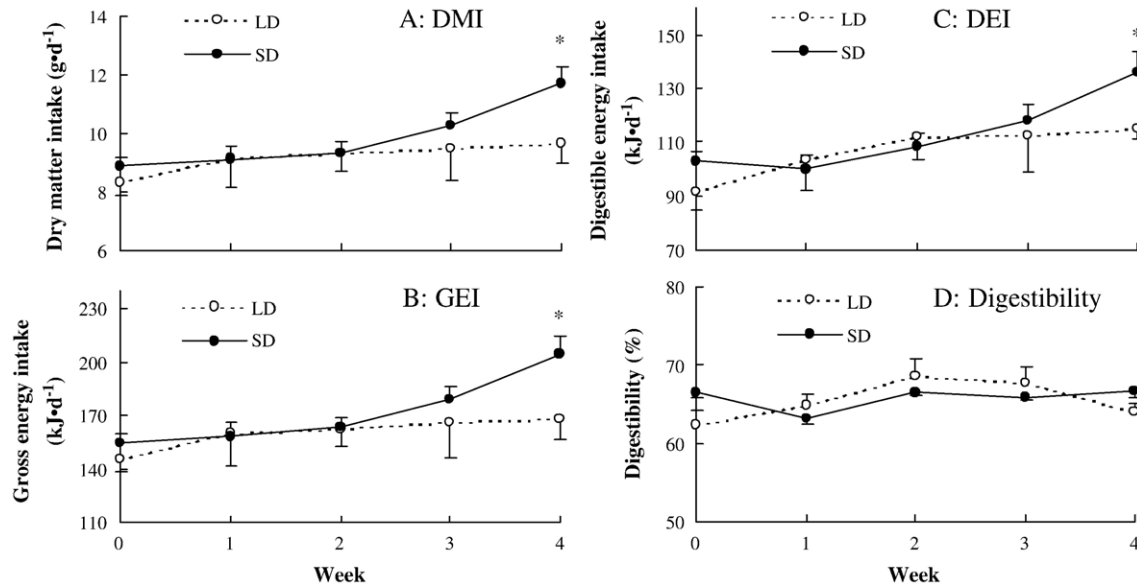 A: DMI
LD
SD
*
Dry matter intake (g•d-1)
14
12
10
8
6
C: DEI
LD
SD
*
Digestible energy intake
(kJ•d-1)
150
130
110
90
70
B: GEI
LD
SD
*
Gross energy intake
(kJ•d-1)
230
200
170
140
110
0 1 2 3 4
Week
D: Digestibility
LD
SD
Digestibility (%)
80
70
60
50
0 1 2 3 4
Week